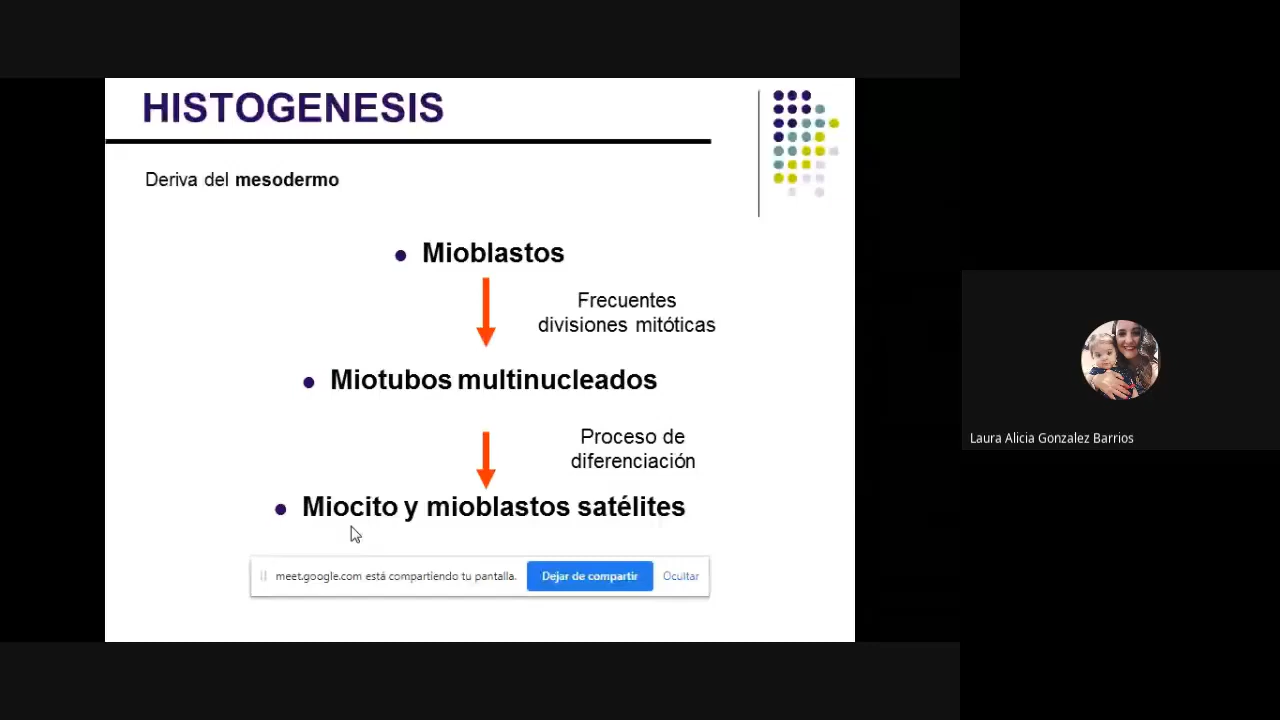 HISTOGENESIS
Deriva del mesodermo
Mioblastos
Frecuentes
divisiones mitóticas
Miotubos multinucleados
Proceso de
diferenciación
Miocito y mioblastos satélites
meet.google.com está compartiendo tu pantalla.
Dejar de compartir
Ocultar
Laura Alicia Gonzalez Barrios